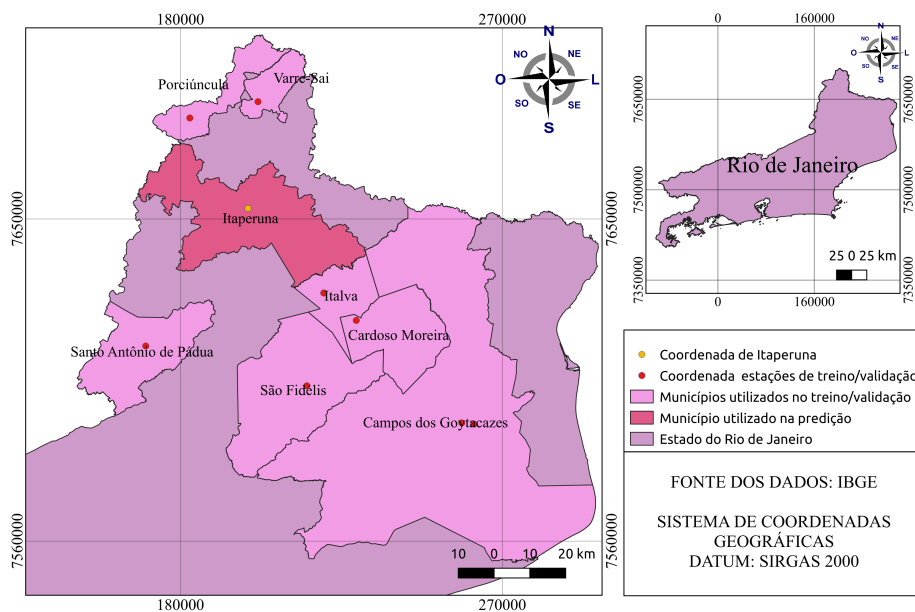 180000
270000
7650000
7560000
7650000
7560000
180000
270000
Porciúncula
Varre-Sai
Itaperuna
Italva
Cardoso Moreira
Santo Antônio de Pádua
São Fidélis
Campos dos Goytacazes
N
NE
L
SE
S
SO
O
NO
10 0 10 20 km
0
160000
7650000
7500000
7350000
7650000
7500000
7350000
0
160000
N
NE
L
SE
S
SO
O
NO
Rio de Janeiro
25 0 25 km
Coordenada de Itaperuna
Coordenada estações de treino/validação
Municípios utilizados no treino/validação
Município utilizado na predição
Estado do Rio de Janeiro
FONTE DOS DADOS: IBGE
SISTEMA DE COORDENADAS
GEOGRÁFICAS
DATUM: SIRGAS 2000